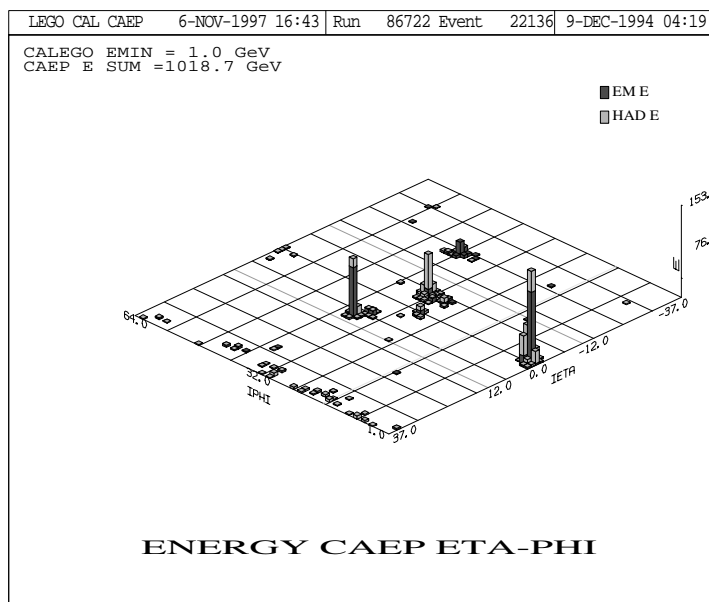 LEGO CAL CAEP 6-NOV-1997 16:43 Run 86722 Event 22136 9-DEC-1994 04:19
CALEGO EMIN = 1.0 GeV
CAEP E SUM =1018.7 GeV
EM E
HAD E
153.
76.
E
-37.0
-12.0
0.0
IETA
12.0
37.0
64.0
32.0
IPHI
1.0
ENERGY CAEP ETA-PHI